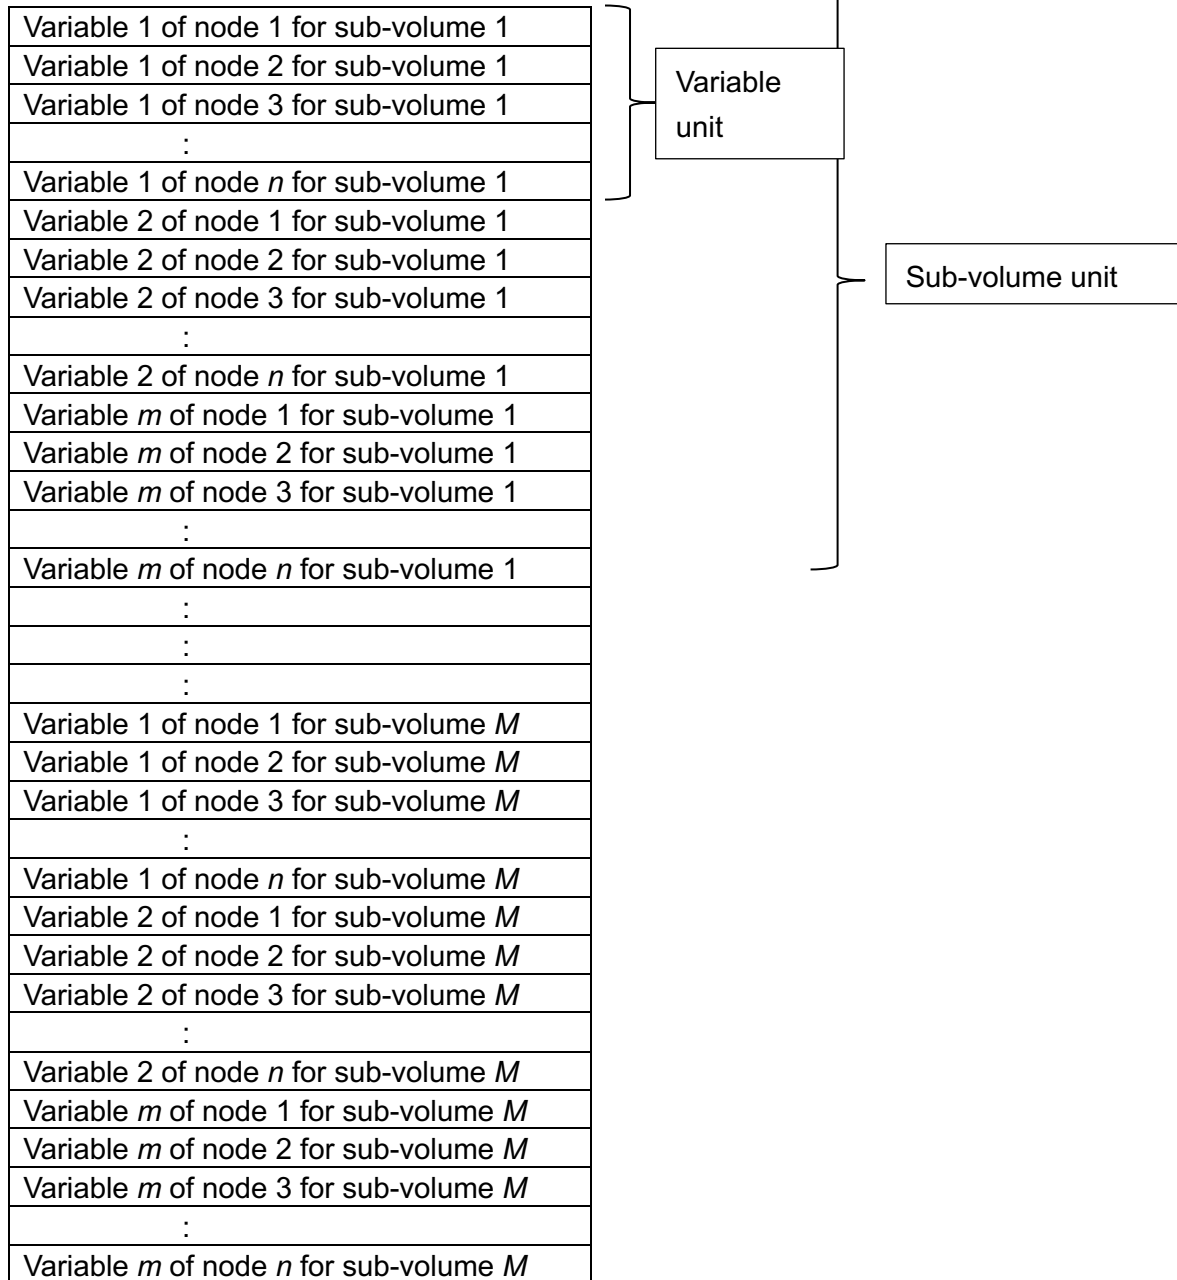 Variable 1 of node 1 for sub-volume 1
Variable 1 of node 2 for sub-volume 1
Variable 1 of node 3 for sub-volume 1
:
Variable 1 of node n for sub-volume 1
Variable 2 of node 1 for sub-volume 1
Variable 2 of node 2 for sub-volume 1
Variable 2 of node 3 for sub-volume 1
:
Variable 2 of node n for sub-volume 1
Variable m of node 1 for sub-volume 1
Variable m of node 2 for sub-volume 1
Variable m of node 3 for sub-volume 1
:
Variable m of node n for sub-volume 1
:
:
:
Variable 1 of node 1 for sub-volume M
Variable 1 of node 2 for sub-volume M
Variable 1 of node 3 for sub-volume M
:
Variable 1 of node n for sub-volume M
Variable 2 of node 1 for sub-volume M
Variable 2 of node 2 for sub-volume M
Variable 2 of node 3 for sub-volume M
:
Variable 2 of node n for sub-volume M
Variable m of node 1 for sub-volume M
Variable m of node 2 for sub-volume M
Variable m of node 3 for sub-volume M
:
Variable m of node n for sub-volume M
Variable
unit
Sub-volume unit